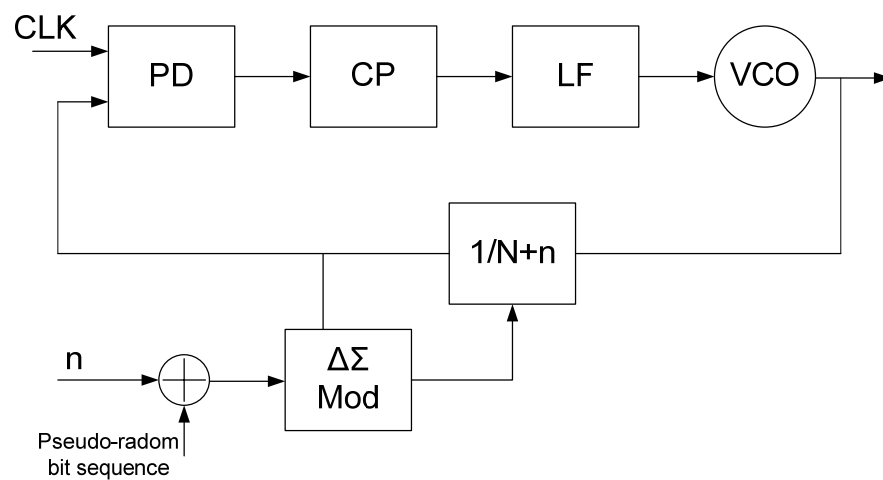 CLK
PD
CP
LF
VCO
1/N+n
n
ΔΣ
Mod
Pseudo-radom
bit sequence